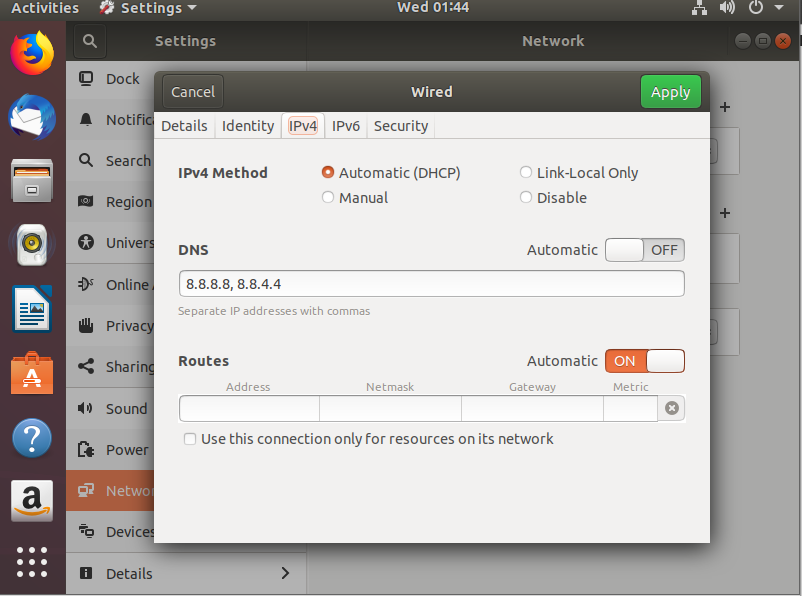 Activities Settings Wed 01:44
Settings Network
Cancel Wired Apply
Details Identity IPv4 IPv6 Security
Dock
Notific
Search
Region
Univers
Online A
Privacy
Sharing
Sound
Power
Networ
Devices
Details
IPv4 Method Automatic (DHCP) Link-Local Only
Manual Disable
DNS Automatic OFF
8.8.8.8, 8.8.4.4
Separate IP addresses with commas
Routes Automatic ON
Address Netmask Gateway Metric
Use this connection only for resources on its network